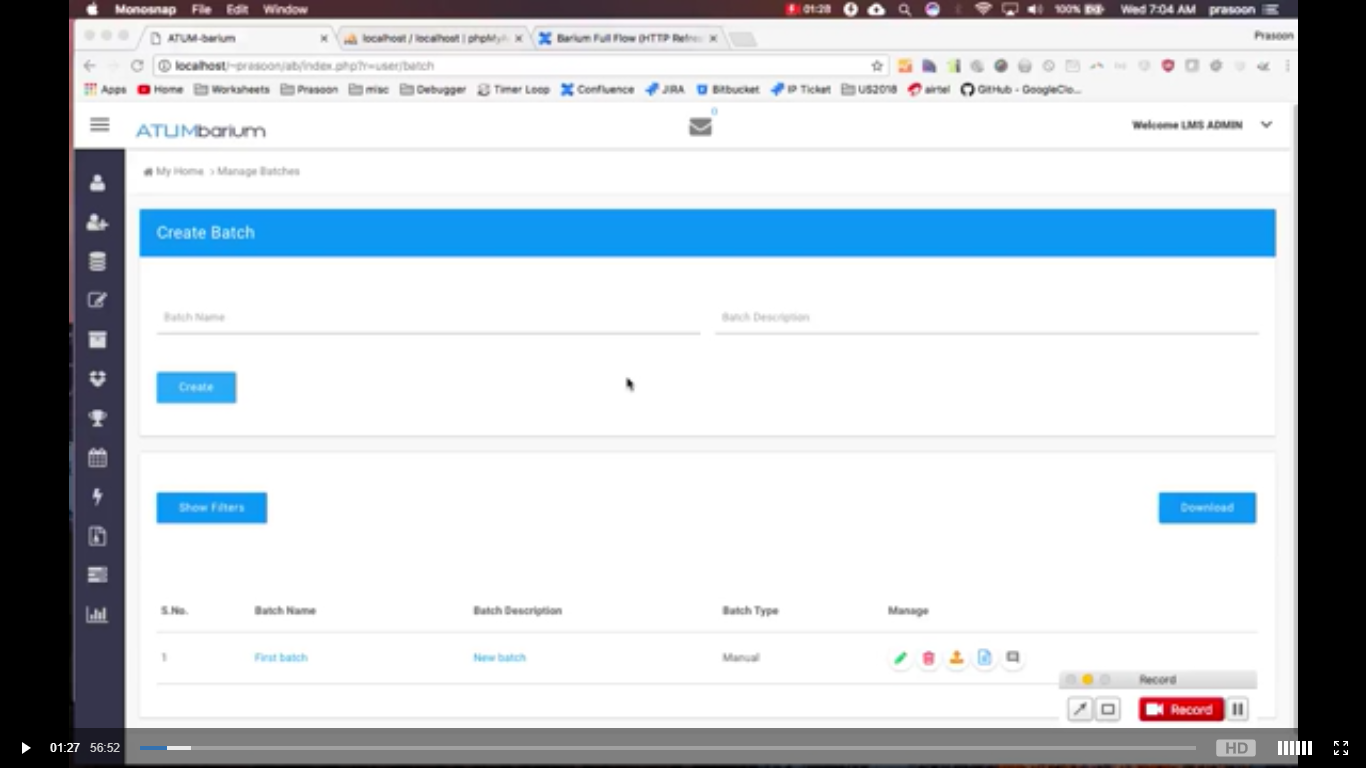 Monosnap File Edit Window 01:28 100% Wed 7:04 AM prasoon
ATUM-barium localhost / localhost | phpMyA Barium Full Flow (HTTP Refre Prasoon
localhost/~prasoon/ab/index.php?r=user/batch
Apps Home Worksheets Prasoon misc Debugger Timer Loop Confluence JIRA Bitbucket IP Ticket US2018 airtel GitHub - GoogleClo...
ATUMbarium 0 Welcome LMS ADMIN
My Home > Manage Batches
Create Batch
Batch Name Batch Description
Create
Show Filters Download
S.No. Batch Name Batch Description Batch Type Manage
1 First batch New batch Manual
Record
Record
01:27 56:52 HD